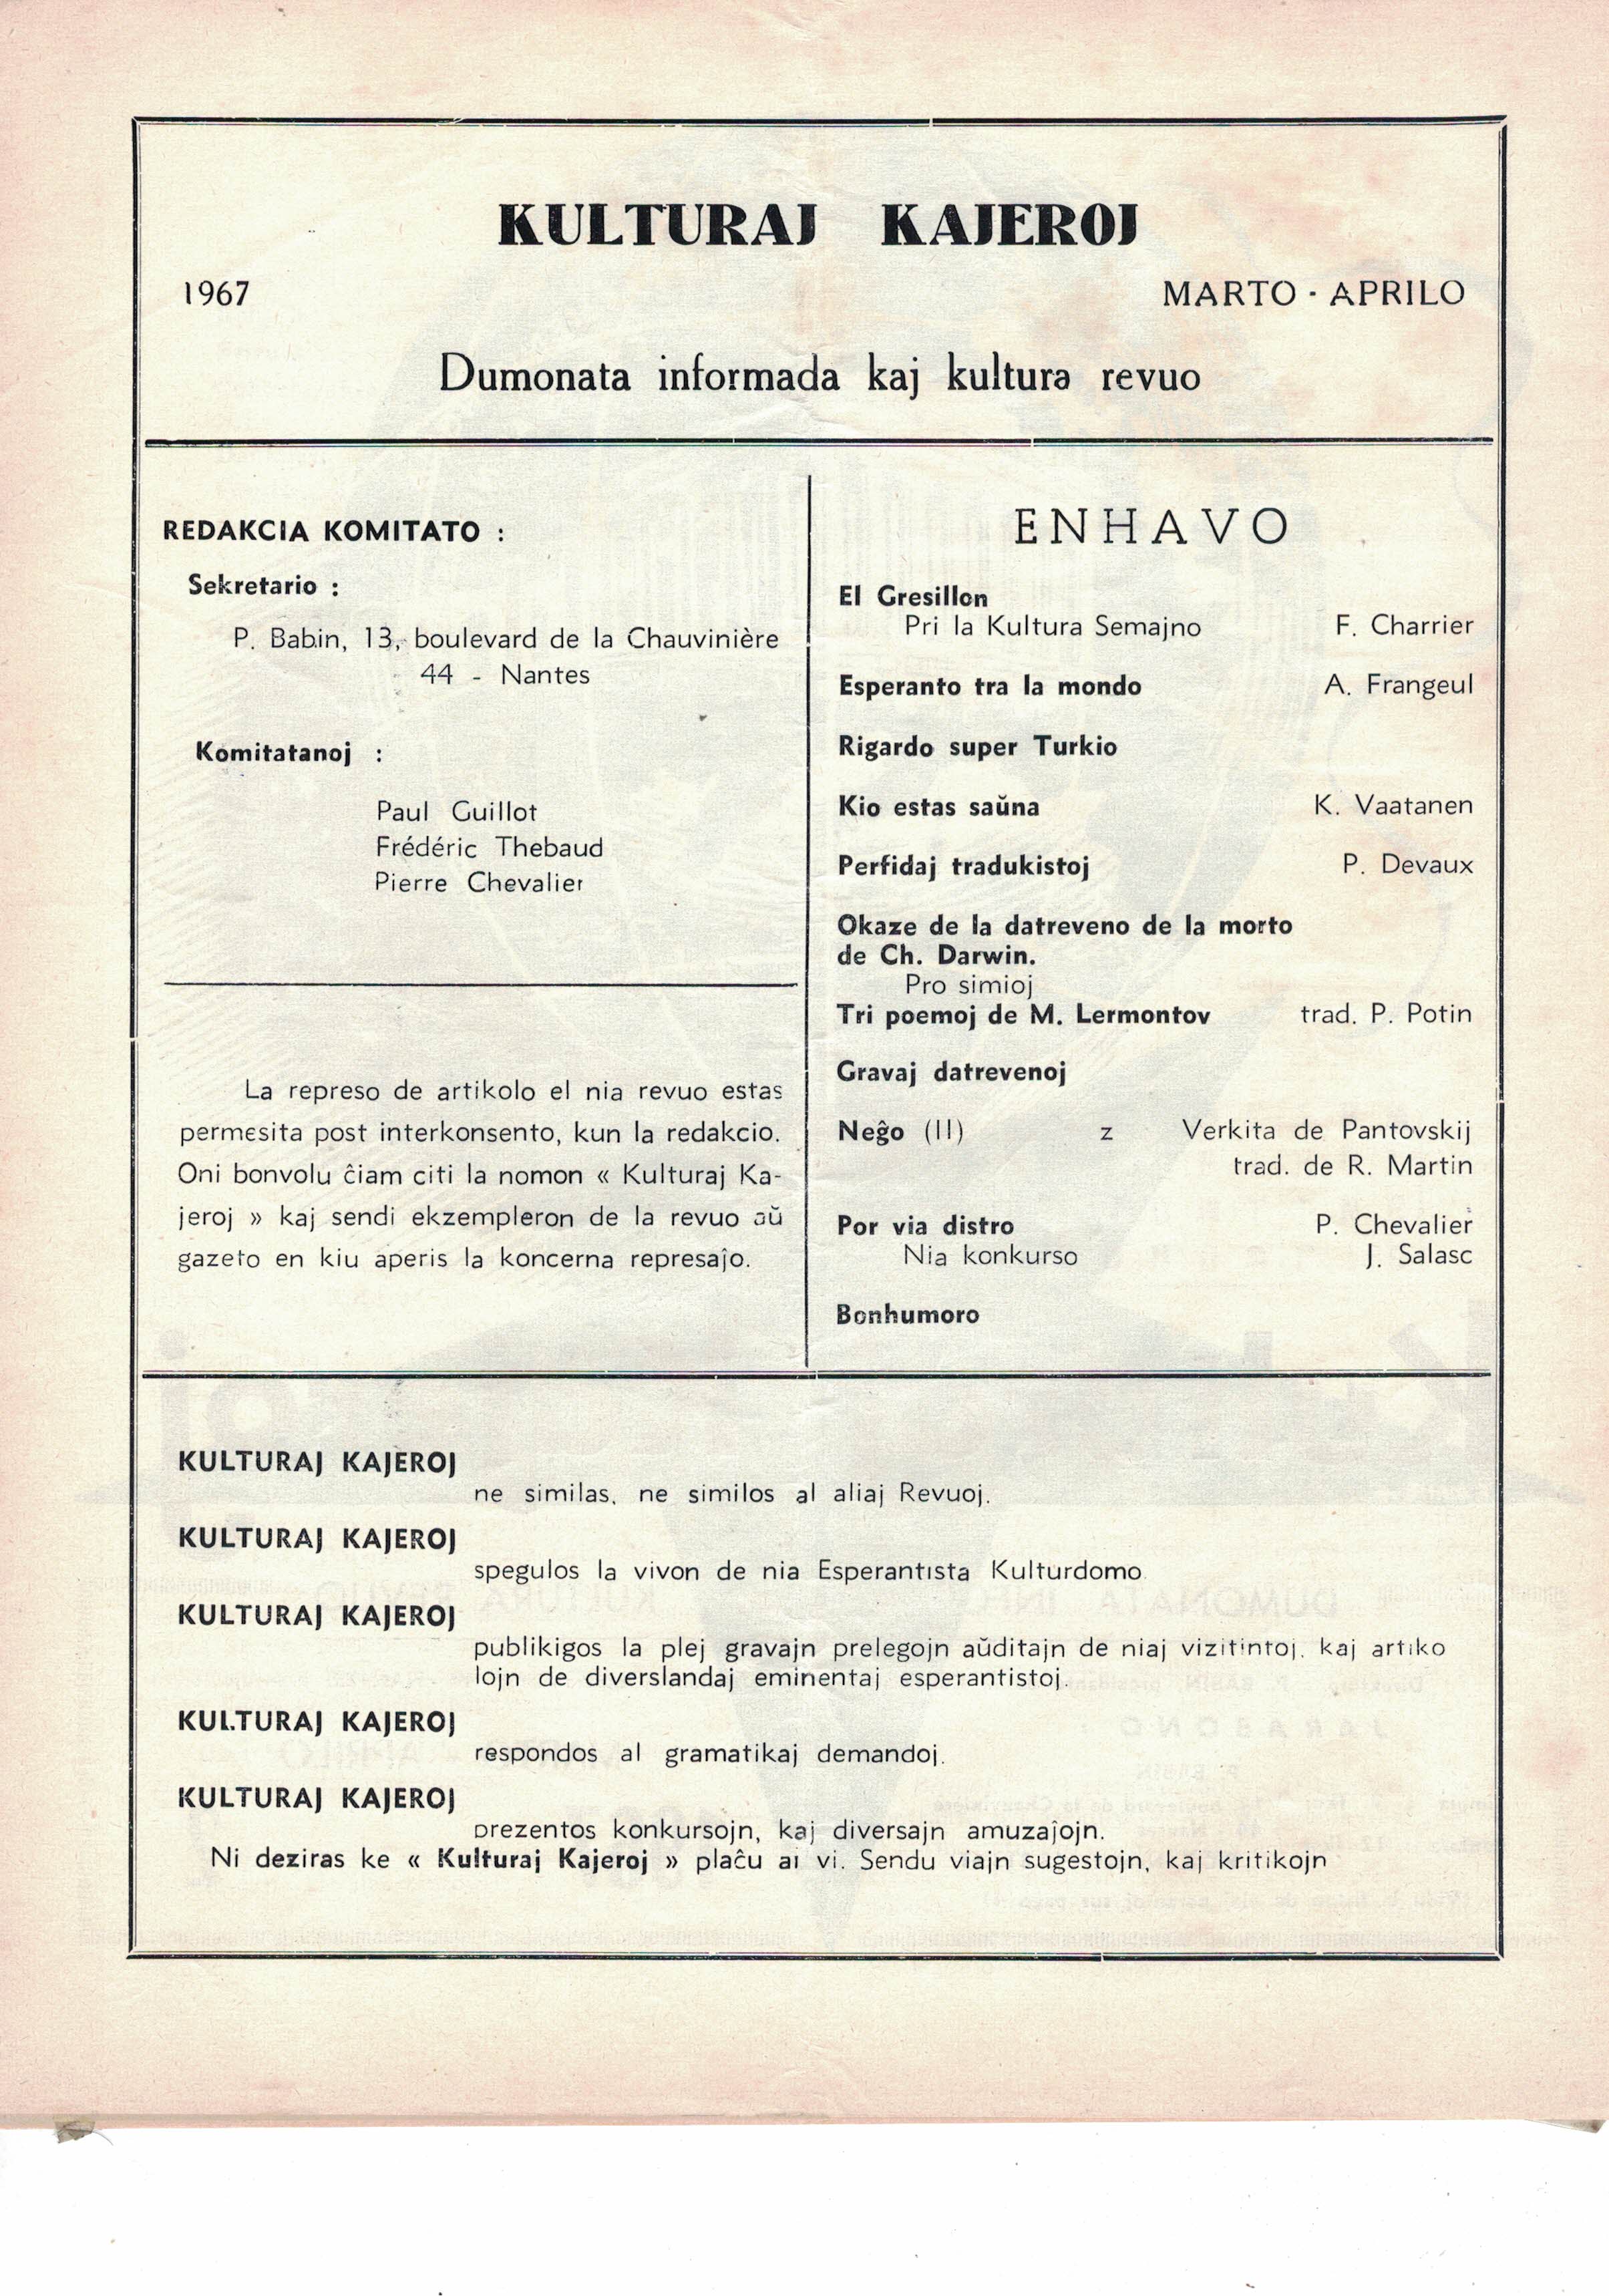 KULTURAJ KAJEROJ
1967 MARTO - APRILO
Dumonata informada kaj kultura revuo
REDAKCIA KOMITATO :
Sekretario :
P. Babin, 13, boulevard de la Chauvinière
44 - Nantes
Komitatanoj :
Paul Guillot
Frédéric Thebaud
Pierre Chevalier
La represo de artikolo el nia revuo estas
permesita post interkonsento, kun la redakcio.
Oni bonvolu ĉiam citi la nomon « Kulturaj Ka-
jeroj » kaj sendi ekzempleron de la revuo aŭ
gazeto en kiu aperis la koncerna represaĵo.
ENHAVO
El Gresillon
Pri la Kultura Semajno F. Charrier
Esperanto tra la mondo A. Frangeul
Rigardo super Turkio
Kio estas saŭna K. Vaatanen
Perfidaj tradukistoj P. Devaux
Okaze de la datreveno de la morto
de Ch. Darwin.
Pro simioj
Tri poemoj de M. Lermontov trad. P. Potin
Gravaj datrevenoj
Neĝo (II) z Verkita de Pantovskij
trad. de R. Martin
Por via distro P. Chevalier
Nia konkurso J. Salasc
Bonhumoro
KULTURAJ KAJEROJ
ne similas, ne similos al aliaj Revuoj.
KULTURAJ KAJEROJ
spegulos la vivon de nia Esperantista Kulturdomo.
KULTURAJ KAJEROJ
publikigos la plej gravajn prelegojn aŭditajn de niaj vizitintoj, kaj artiko
lojn de diverslandaj eminentaj esperantistoj.
KULTURAJ KAJEROJ
respondos al gramatikaj demandoj.
KULTURAJ KAJEROJ
prezentos konkursojn, kaj diversajn amuzaĵojn.
Ni deziras ke « Kulturaj Kajeroj » plaĉu al vi. Sendu viajn sugestojn, kaj kritikojn